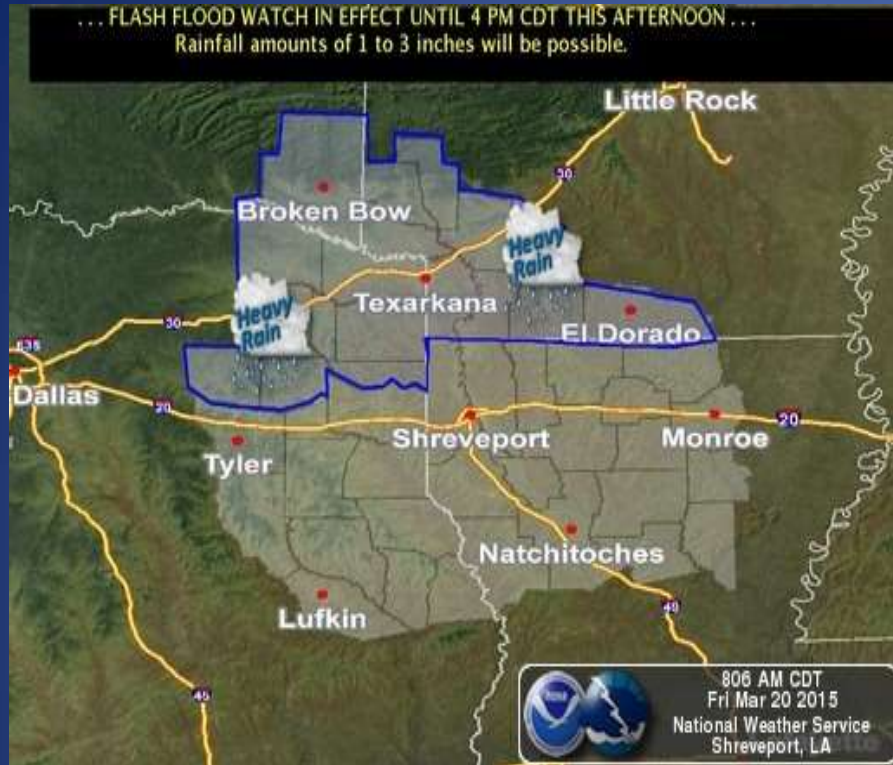 ... FLASH FLOOD WATCH IN EFFECT UNTIL 4 PM CDT THIS AFTERNOON ...
Rainfall amounts of 1 to 3 inches will be possible.
Little Rock
30
Broken Bow
Heavy
Rain
Texarkana
Heavy
Rain
El Dorado
30
635
Dallas
20
Shreveport
Monroe
20
Tyler
Natchitoches
Lufkin
49
45
806 AM CDT
Fri Mar 20 2015
National Weather Service
Shreveport, LA